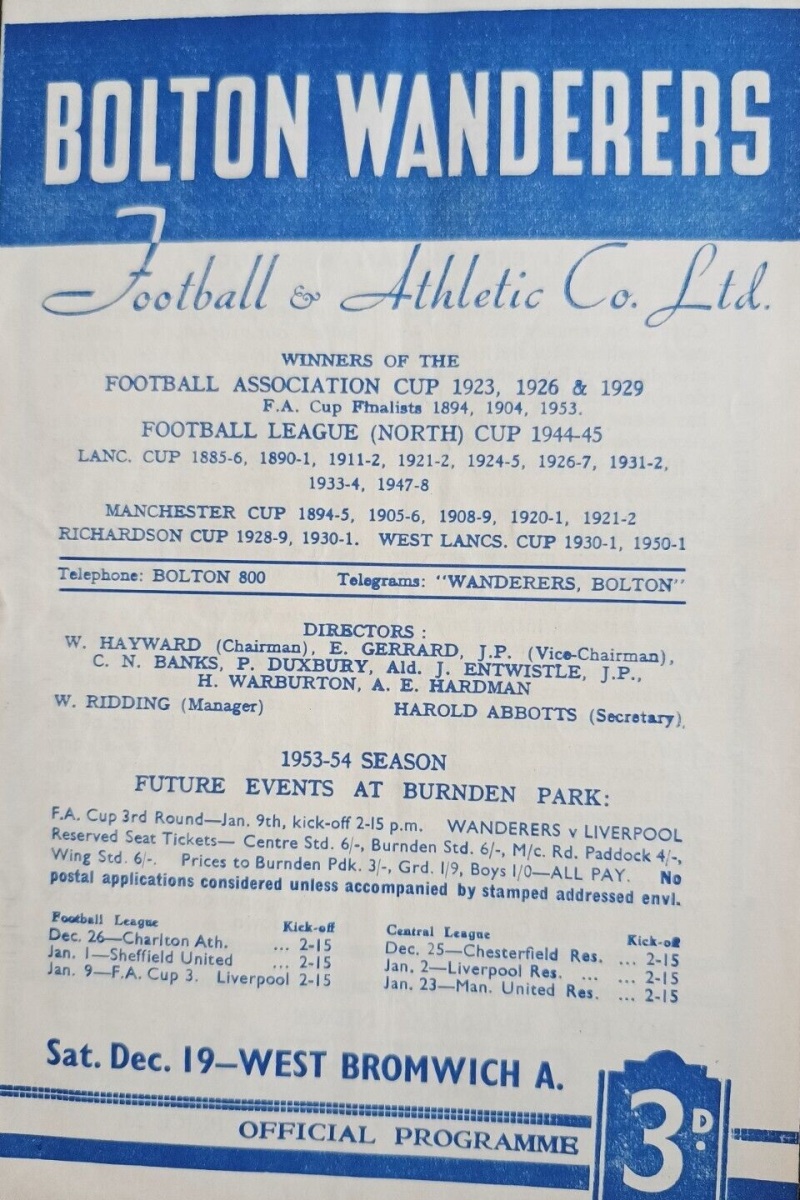 BOLTON WANDERERS
Football & Athletic Co. Ltd.
WINNERS OF THE
FOOTBALL ASSOCIATION CUP 1923, 1926 & 1929
F.A. Cup Finalists 1894, 1904, 1953.
FOOTBALL LEAGUE (NORTH) CUP 1944-45
LANC. CUP 1885-6, 1890-1, 1911-2, 1921-2, 1924-5, 1926-7, 1931-2,
1933-4, 1947-8
MANCHESTER CUP 1894-5, 1905-6, 1908-9, 1920-1, 1921-2
RICHARDSON CUP 1928-9, 1930-1. WEST LANCS. CUP 1930-1, 1950-1
Telephone: BOLTON 800 Telegrams: "WANDERERS, BOLTON"
DIRECTORS :
W. HAYWARD (Chairman), E. GERRARD, J.P. (Vice-Chairman),
C. N. BANKS, P. DUXBURY, Ald. J. ENTWISTLE, J.P.,
H. WARBURTON, A. E. HARDMAN
W. RIDDING (Manager) HAROLD ABBOTTS (Secretary)
1953-54 SEASON
FUTURE EVENTS AT BURNDEN PARK:
F.A. Cup 3rd Round—Jan. 9th, kick-off 2-15 p.m. WANDERERS v LIVERPOOL
Reserved Seat Tickets— Centre Std. 6/-, Burnden Std. 6/-, M/c. Rd. Paddock 4/-,
Wing Std. 6/-. Prices to Burnden Pdk. 3/-, Grd. 1/9, Boys 1/0—ALL PAY. No
postal applications considered unless accompanied by stamped addressed envl.
Football League Kick-off
Dec. 26—Charlton Ath. ... 2-15
Jan. 1—Sheffield United ... 2-15
Jan. 9—F.A. Cup 3. Liverpool 2-15
Central League Kick-off
Dec. 25—Chesterfield Res. ... 2-15
Jan. 2—Liverpool Res. ... ... 2-15
Jan. 23—Man. United Res. ... 2-15
Sat. Dec. 19—WEST BROMWICH A.
OFFICIAL PROGRAMME
3D.